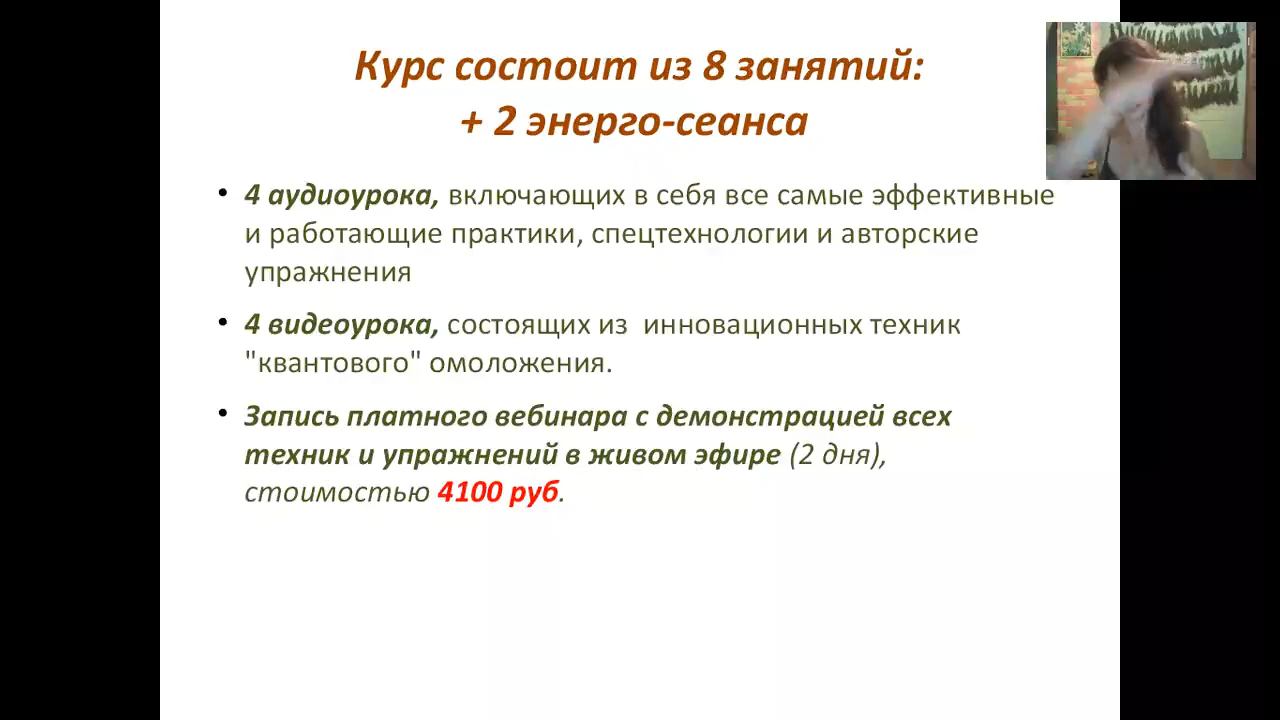 Курс состоит из 8 занятий:
+ 2 энерго-сеанса
• 4 аудиоурока, включающих в себя все самые эффективные
и работающие практики, спецтехнологии и авторские
упражнения
• 4 видеоурока, состоящих из  инновационных техник
"квантового" омоложения.
• Запись платного вебинара с демонстрацией всех
техник и упражнений в живом эфире (2 дня),
стоимостью 4100 руб.